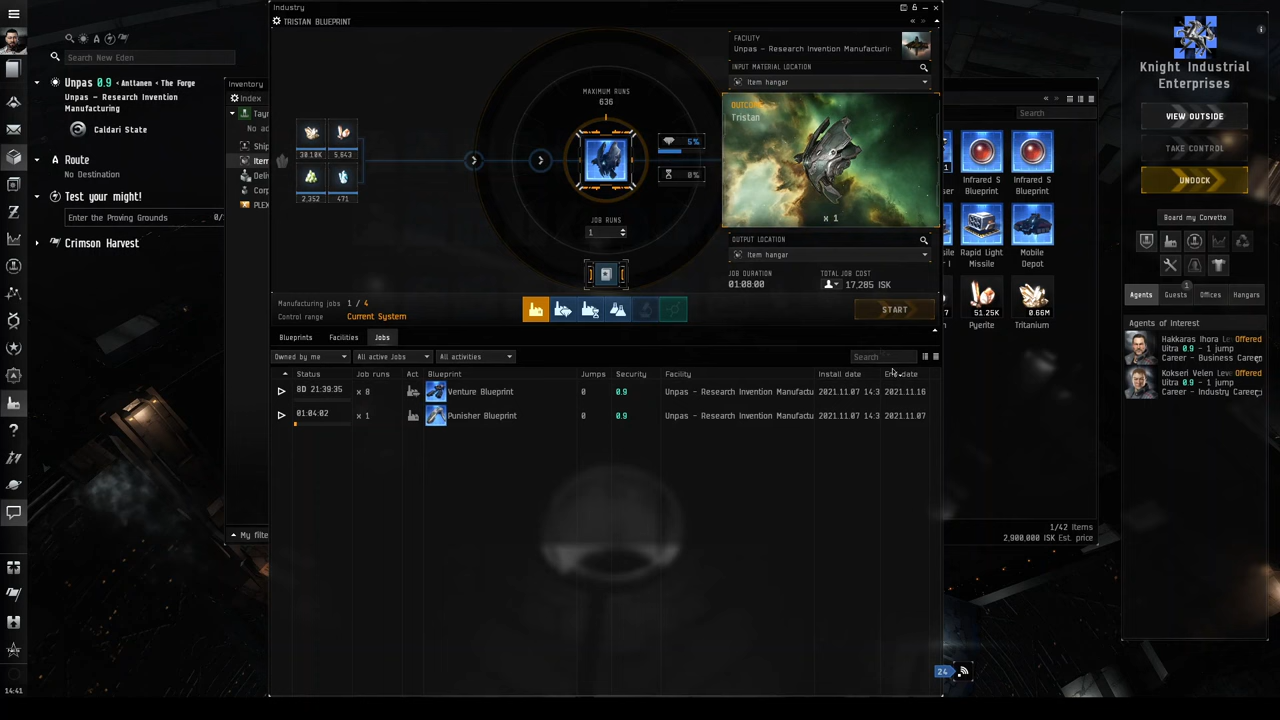 Search New Eden
Unpas 0.9 < Anttanen < The Forge
Unpas - Research Invention
Manufacturing
Caldari State
Route
No Destination
Test your might!
Enter the Proving Grounds
Crimson Harvest
14:41
Inventory
Index
My filte
PLEX
Industry
TRISTAN BLUEPRINT
MAXIMUM RUNS
636
30.18K
5,643
2,352
471
5%
0%
JOB RUNS
1
FACILITY
Unpas - Research Invention Manufacturin
INPUT MATERIAL LOCATION
Item hangar
OUTCOME
Tristan
x 1
OUTPUT LOCATION
Item hangar
JOB DURATION
01:08:00
TOTAL JOB COST
17,285 ISK
Manufacturing jobs 1 / 4
Control range Current System
START
Blueprints Facilities Jobs
Owned by me All active Jobs All activities Search
Status Job runs Act Blueprint Jumps Security Facility Install date date
8D 21:39:35 x 8 Venture Blueprint 0 0.9 Unpas - Research Invention Manufactu 2021.11.07 14:3 2021.11.16
01:04:02 x 1 Punisher Blueprint 0 0.9 Unpas - Research Invention Manufactu 2021.11.07 14:3 2021.11.07
24
Search
Infrared S
Blueprint
Infrared S
Blueprint
Rapid Light
Missile
Mobile
Depot
51.25K
Pyerite
0.66M
Tritanium
1/42 Items
2,900,000 ISK Est. price
Knight Industrial
Enterprises
VIEW OUTSIDE
TAKE CONTROL
UNDOCK
Board my Corvette
1
Agents Guests Offices Hangars
Agents of Interest
Hakkaras Ihora Le Offered
Uitra 0.9 - 1 jump
Career - Business Career
Kokseri Velen Leve Offered
Uitra 0.9 - 1 jump
Career - Industry Career